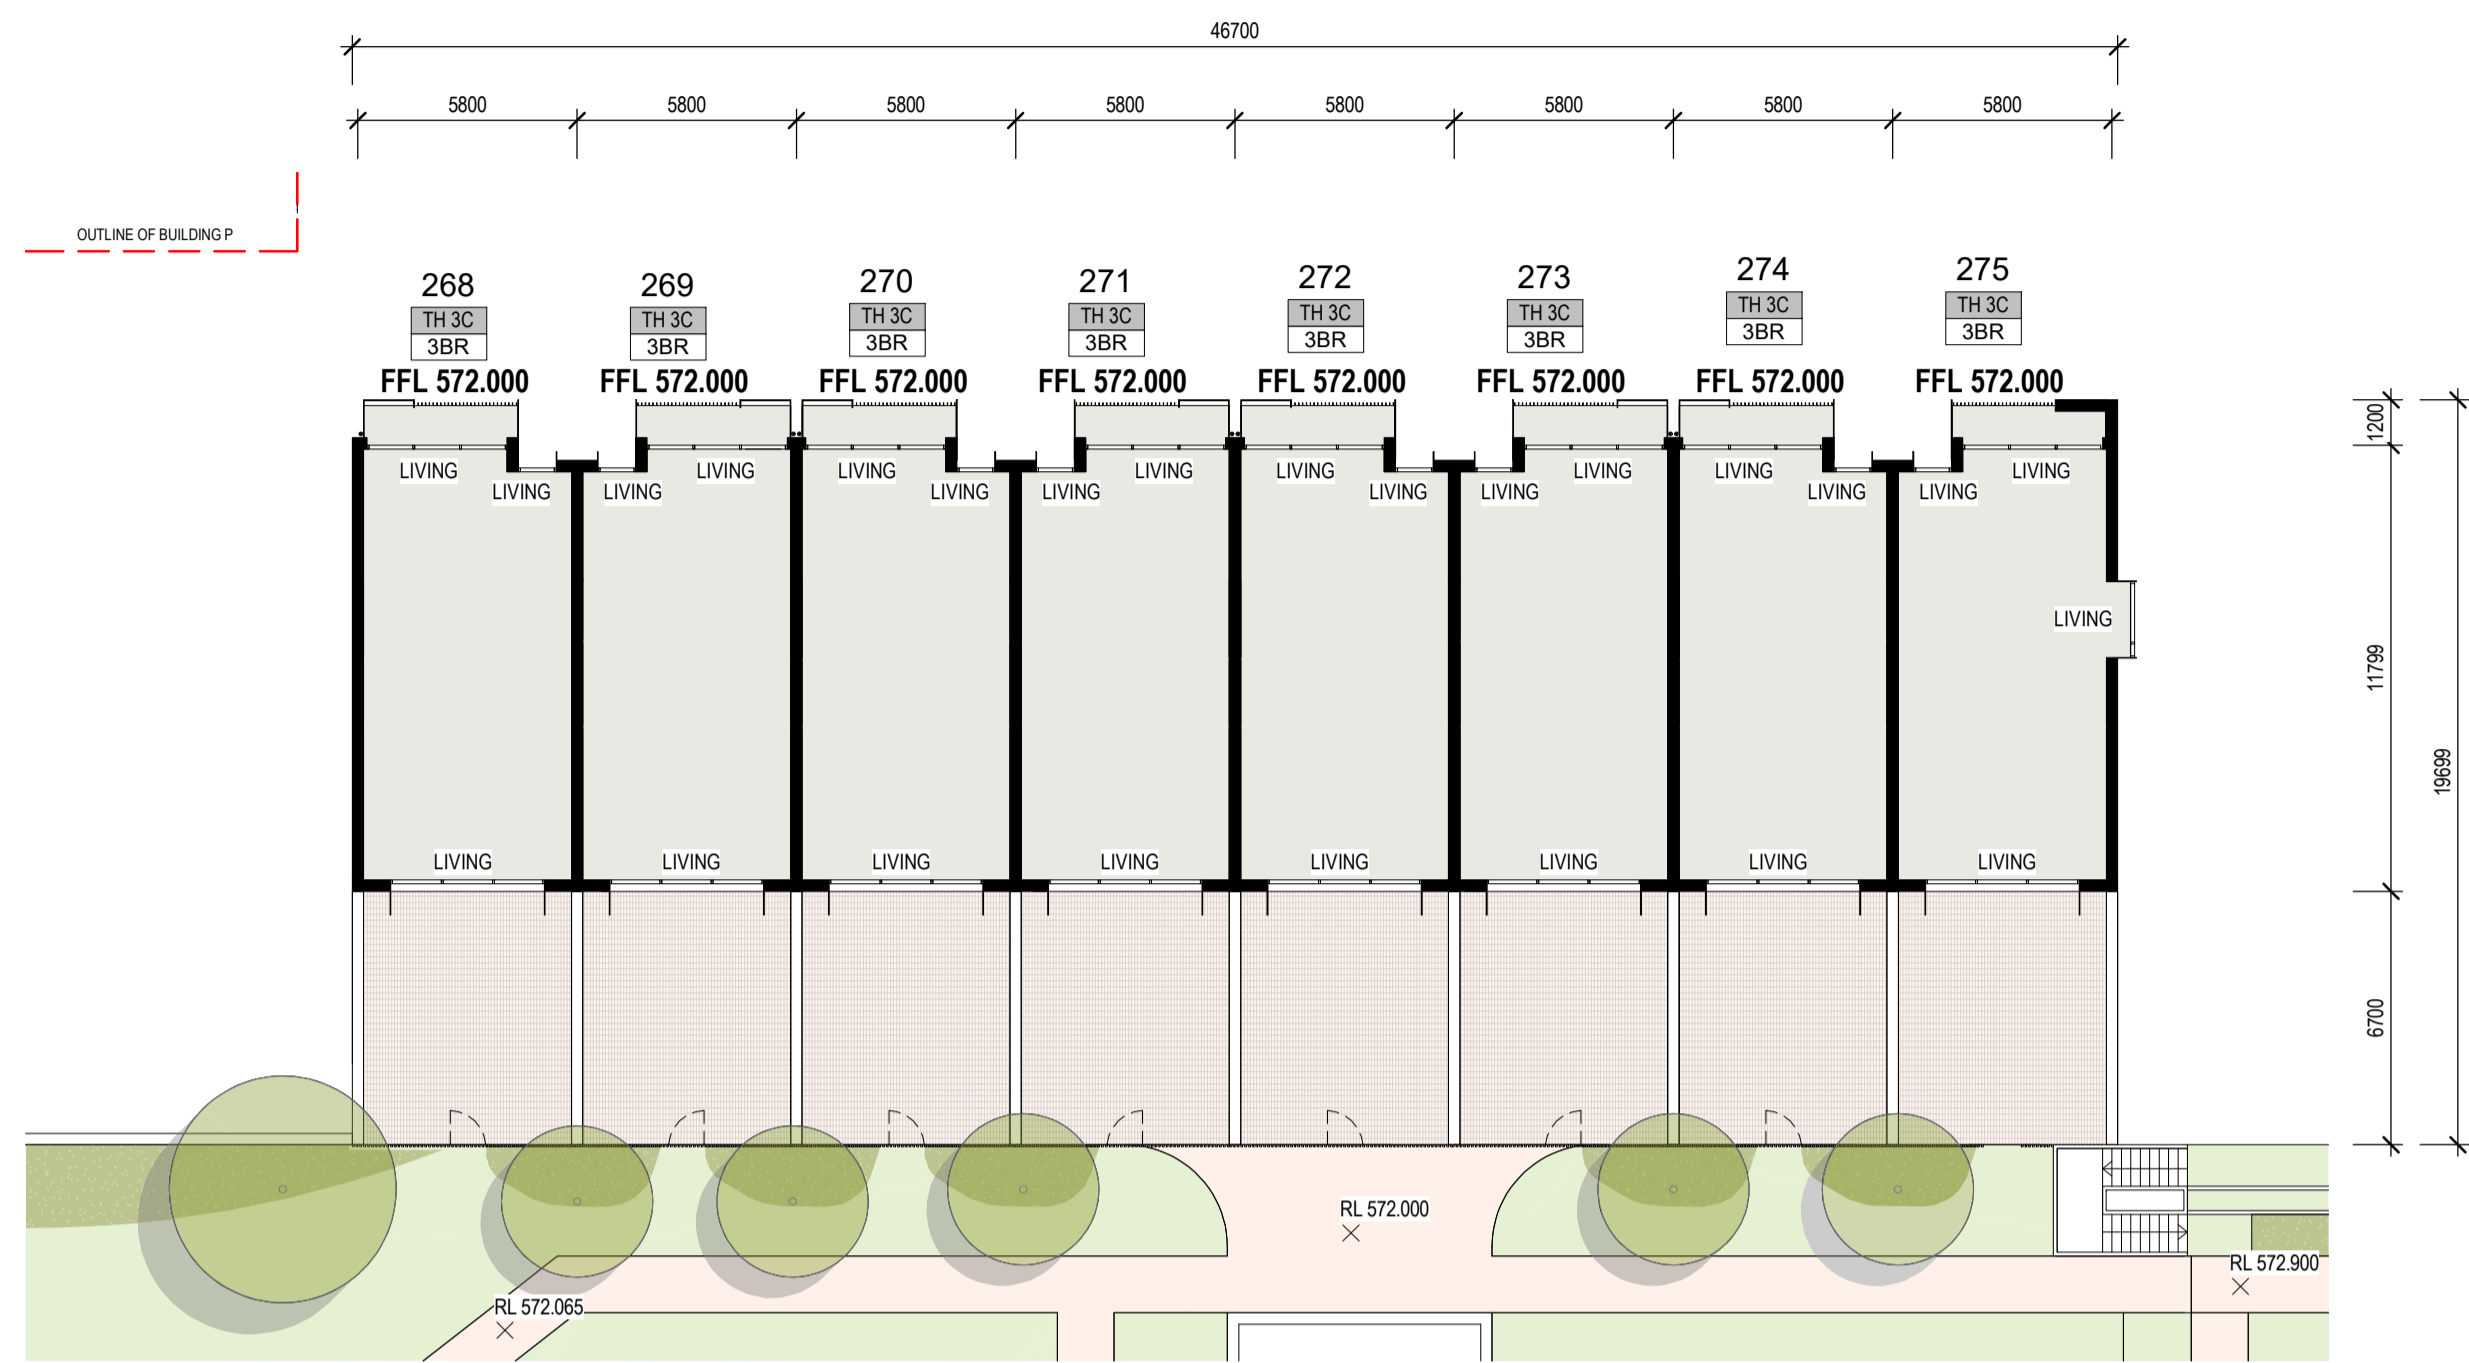 46700
5800 5800 5800 5800 5800 5800 5800 5800
OUTLINE OF BUILDING P
268 269 270 271 272 273 274 275
TH 3C TH 3C TH 3C TH 3C TH 3C TH 3C TH 3C TH 3C
3BR 3BR 3BR 3BR 3BR 3BR 3BR 3BR
FFL 572.000 FFL 572.000 FFL 572.000 FFL 572.000 FFL 572.000 FFL 572.000 FFL 572.000 FFL 572.000
1200
LIVING LIVING LIVING LIVING LIVING LIVING LIVING LIVING
LIVING LIVING LIVING LIVING LIVING LIVING LIVING LIVING
LIVING
11799
19699
LIVING LIVING LIVING LIVING LIVING LIVING LIVING LIVING
6700
RL 572.000
RL 572.900
RL 572.065